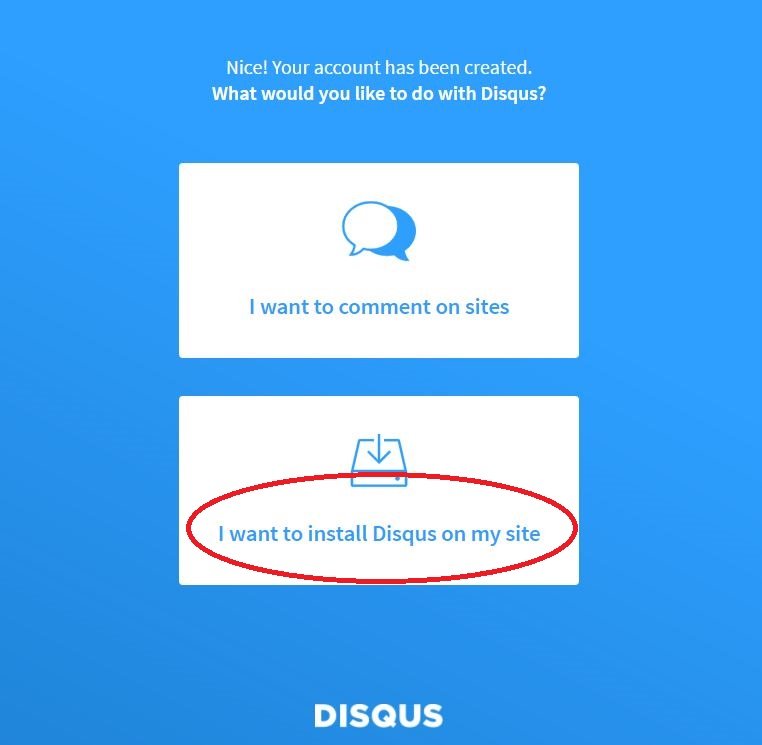 Nice! Your account has been created.
What would you like to do with Disqus?
I want to comment on sites
I want to install Disqus on my site
DISQUS